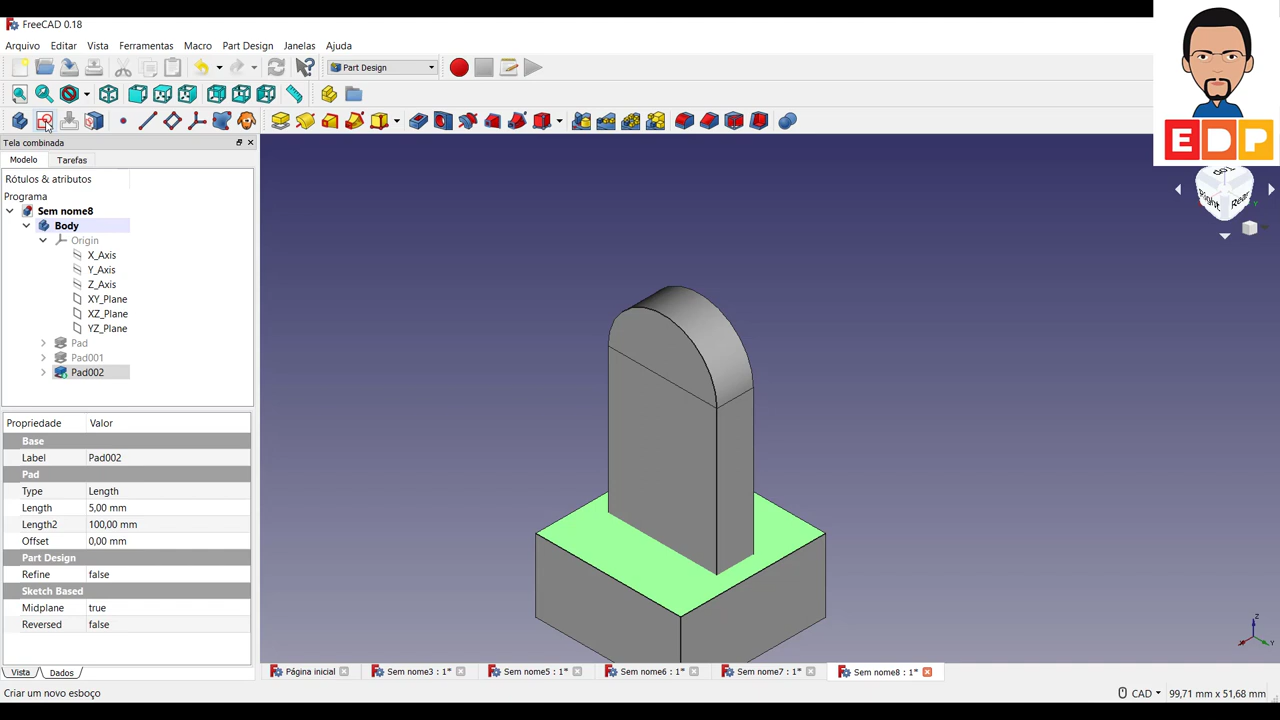 FreeCAD 0.18
Arquivo Editar Vista Ferramentas Macro Part Design Janelas Ajuda
Part Design
EDP
Tela combinada
Modelo Tarefas
Rótulos & atributos
Programa
Sem nome8
Body
Origin
X_Axis
Y_Axis
Z_Axis
XY_Plane
XZ_Plane
YZ_Plane
Pad
Pad001
Pad002
Top
Right Rear
Propriedade Valor
Base
Label Pad002
Pad
Type Length
Length 5,00 mm
Length2 100,00 mm
Offset 0,00 mm
Part Design
Refine false
Sketch Based
Midplane true
Reversed false
Z
X Y
Vista Dados
Página inicial Sem nome3 : 1* Sem nome5 : 1* Sem nome6 : 1* Sem nome7 : 1* Sem nome8 : 1*
Criar um novo esboço CAD 99,71 mm x 51,68 mm